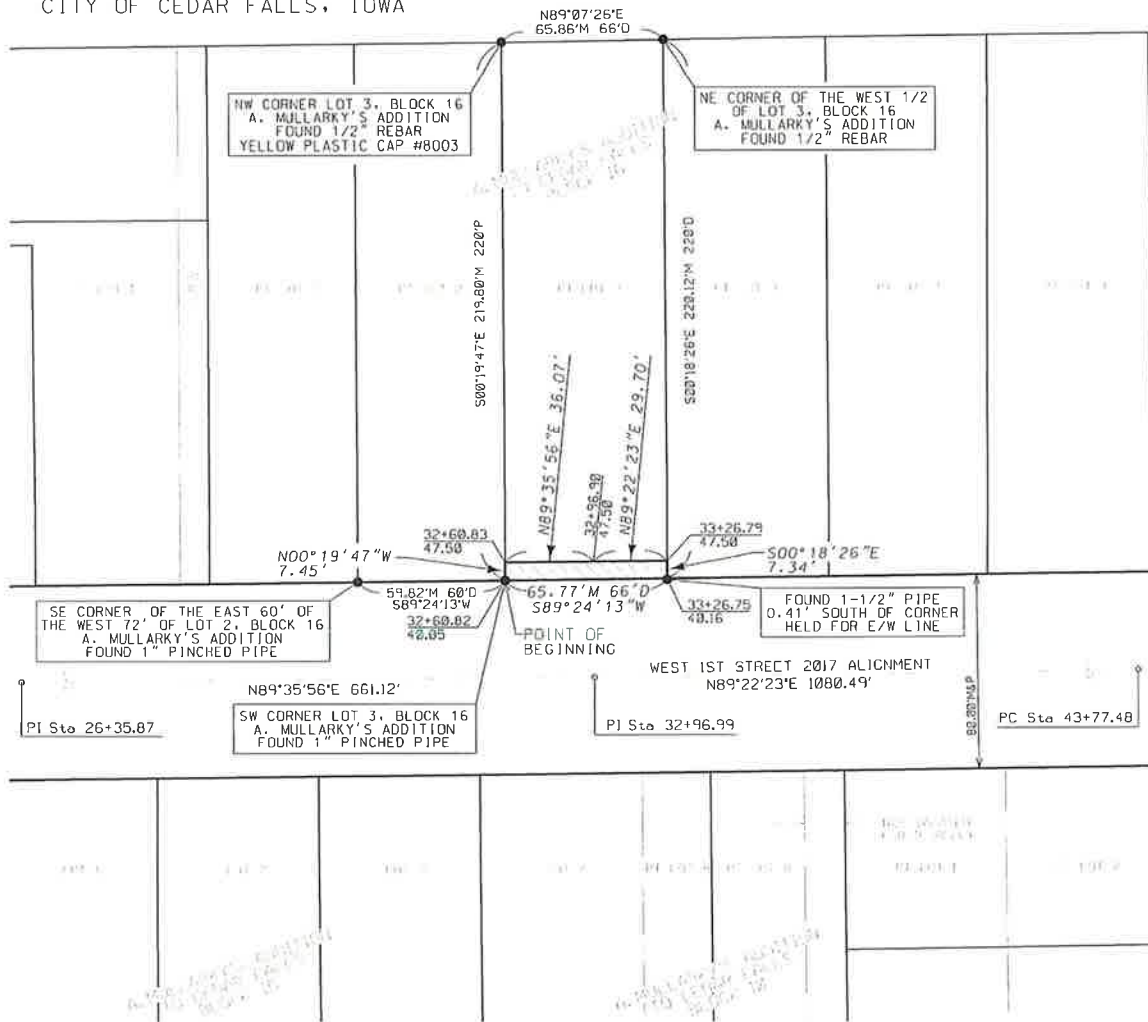 CITY OF CEDAR FALLS, IOWA
N89°07'26"E
65.86'M 66'D
NW CORNER LOT 3, BLOCK 16
A. MULLARKY'S ADDITION
FOUND 1/2" REBAR
YELLOW PLASTIC CAP #8003
NE CORNER OF THE WEST 1/2
OF LOT 3, BLOCK 16
A. MULLARKY'S ADDITION
FOUND 1/2" REBAR
S00°19'47"E 219.80'M 220'P
S00°18'26"E 220.12'M 220'D
N89°35'56"E 36.07'
32+96.90
47.50
N89°22'23"E 29.70'
32+60.83
47.50
33+26.79
47.50
N00°19'47"W
7.45'
S00°18'26"E
7.34'
59.82'M 60'D
S89°24'13"W
65.77'M 66'D
S89°24'13"W
32+60.82
40.05
33+26.75
40.16
SE CORNER OF THE EAST 60' OF
THE WEST 72' OF LOT 2, BLOCK 16
A. MULLARKY'S ADDITION
FOUND 1" PINCHED PIPE
POINT OF
BEGINNING
FOUND 1-1/2" PIPE
0.41' SOUTH OF CORNER
HELD FOR E/W LINE
WEST 1ST STREET 2017 ALIGNMENT
N89°22'23"E 1080.49'
N89°35'56"E 661.12'
SW CORNER LOT 3, BLOCK 16
A. MULLARKY'S ADDITION
FOUND 1" PINCHED PIPE
PI Sta 26+35.87
PI Sta 32+96.99
PC Sta 43+77.48
80.00'M&P